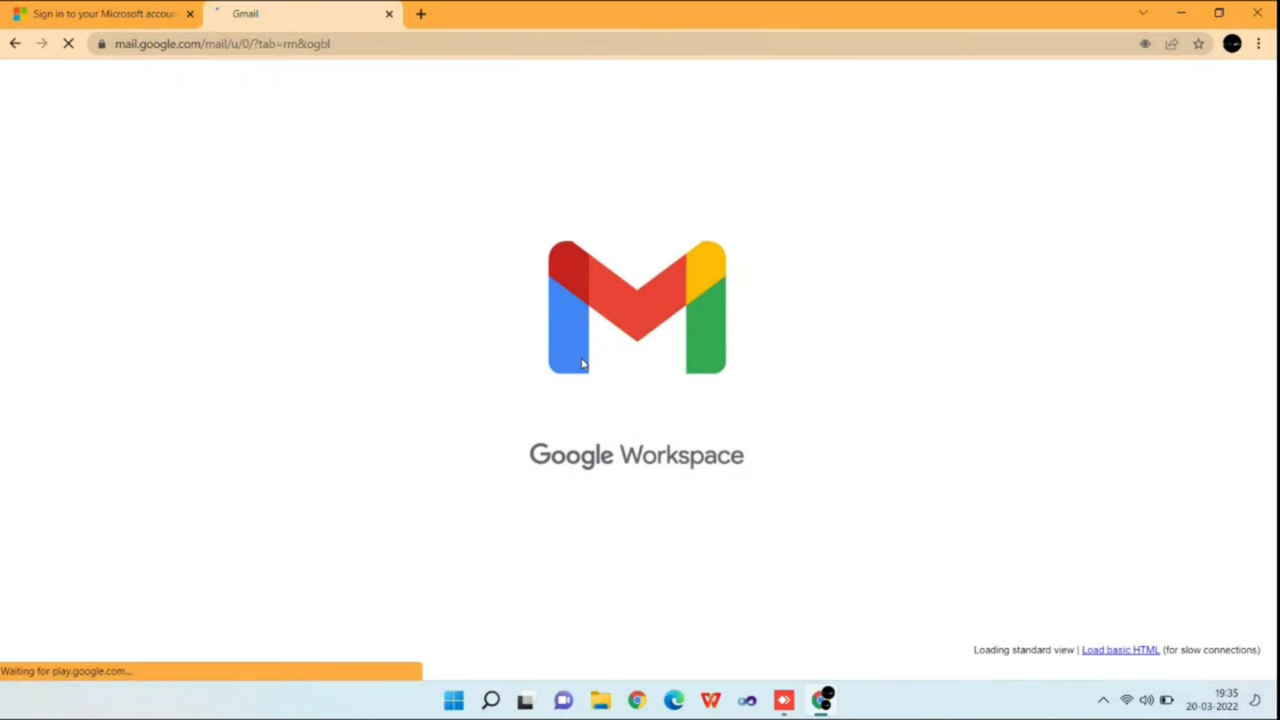 Sign in to your Microsoft accoun
Gmail
mail.google.com/mail/u/0/?tab=rm&ogbl
Google Workspace
Loading standard view | Load basic HTML (for slow connections)
Waiting for play.google.com...
19:35
20-03-2022